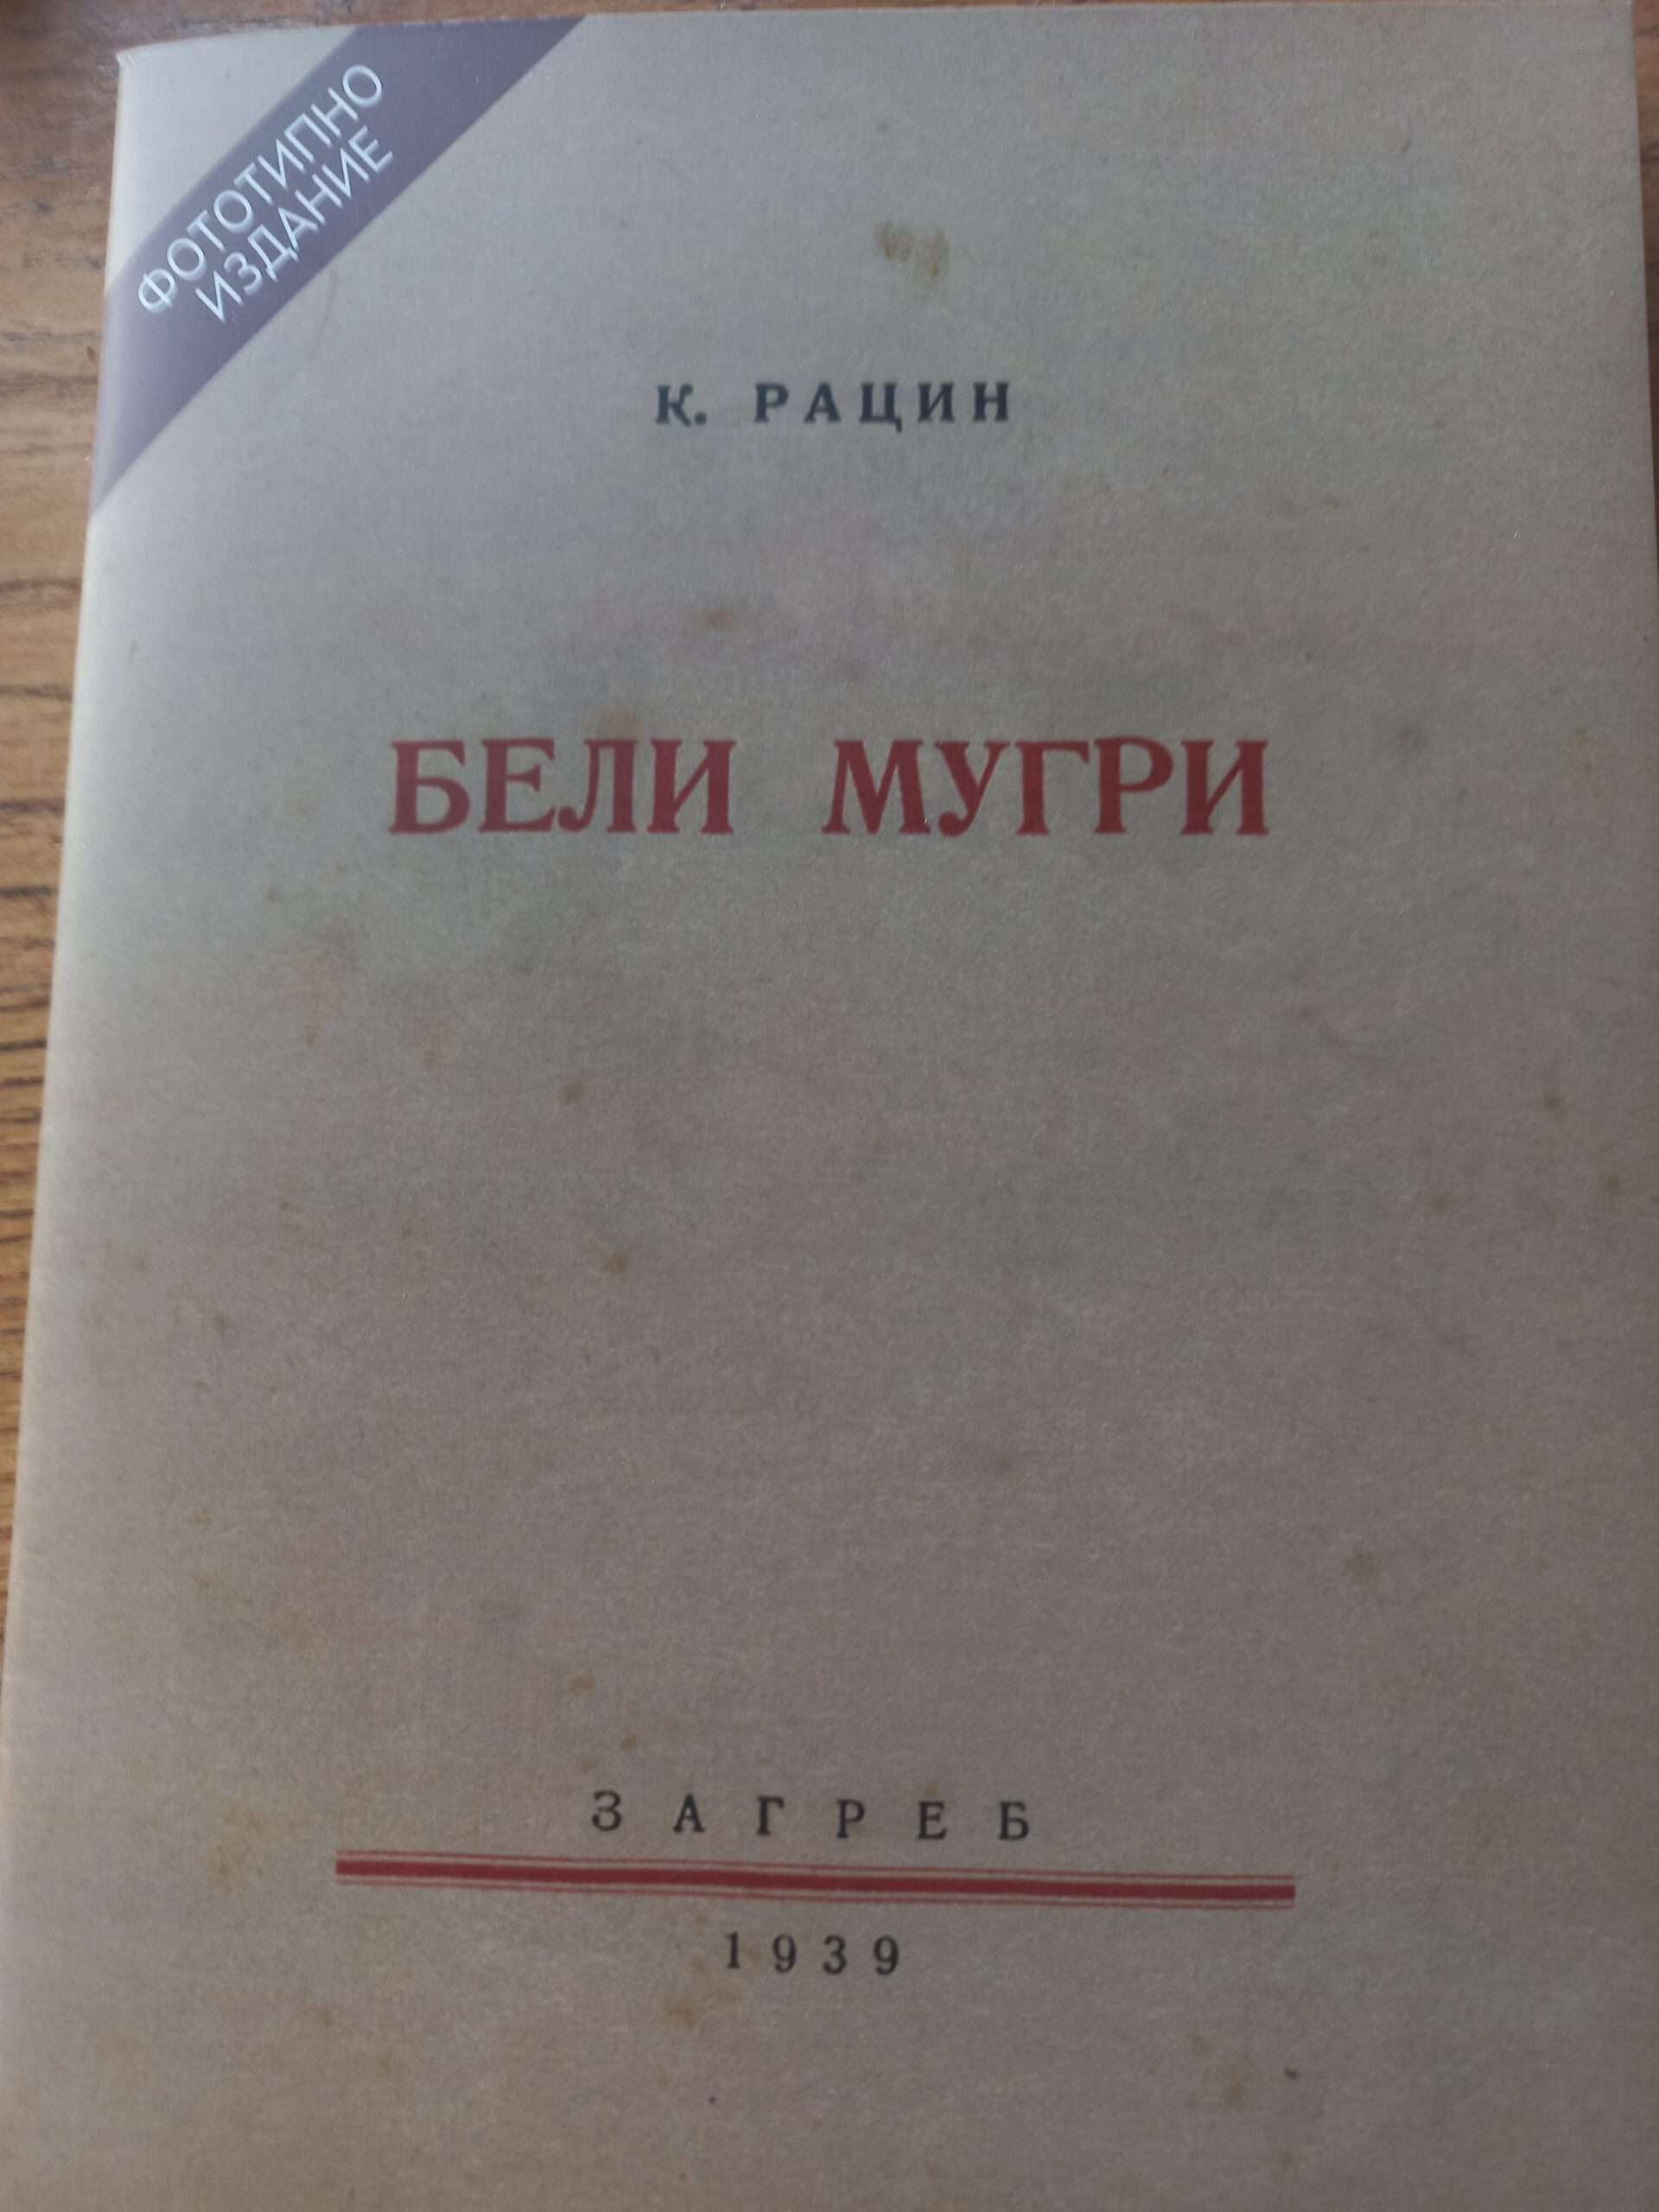 ФОТОТИПНО
ИЗДАНИЕ
К. РАЦИН
БЕЛИ МУГРИ
ЗАГРЕБ
1939